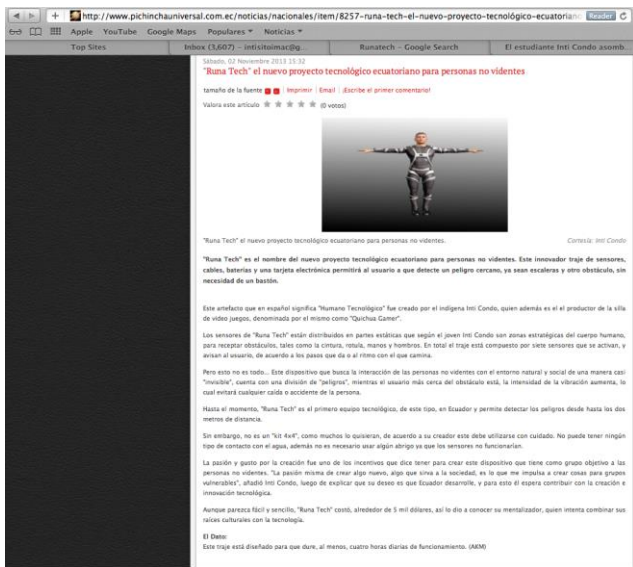 http://www.pichinchauniversal.com.ec/noticias/nacionales/item/8257-runa-tech-el-nuevo-proyecto-tecnológico-ecuatoriano
Reader
Apple YouTube Google Maps Populares Noticias
Top Sites
Inbox (3,607) – intisitoimac@g...
Runatech – Google Search
El estudiante Inti Condo asomb...
Sábado, 02 Noviembre 2013 15:32
"Runa Tech" el nuevo proyecto tecnológico ecuatoriano para personas no videntes
tamaño de la fuente Imprimir Email ¡Escribe el primer comentario!
Valora este artículo (0 votos)
"Runa Tech" el nuevo proyecto tecnológico ecuatoriano para personas no videntes.
Cortesía: Inti Condo
"Runa Tech" es el nombre del nuevo proyecto tecnológico ecuatoriano para personas no videntes. Este innovador traje de sensores,
cables, baterías y una tarjeta electrónica permitirá al usuario a que detecte un peligro cercano, ya sean escaleras y otro obstáculo, sin
necesidad de un bastón.
Este artefacto que en español significa "Humano Tecnológico" fue creado por el indígena Inti Condo, quien además es el el productor de la silla
de video juegos, denominada por el mismo como "Quichua Gamer".
Los sensores de "Runa Tech" están distribuidos en partes estáticas que según el joven Inti Condo son zonas estratégicas del cuerpo humano,
para receptar obstáculos, tales como la cintura, rotula, manos y hombros. En total el traje está compuesto por siete sensores que se activan, y
avisan al usuario, de acuerdo a los pasos que da o al ritmo con el que camina.
Pero esto no es todo... Este dispositivo que busca la interacción de las personas no videntes con el entorno natural y social de una manera casi
"invisible", cuenta con una división de "peligros", mientras el usuario más cerca del obstáculo está, la intensidad de la vibración aumenta, lo
cual evitará cualquier caída o accidente de la persona.
Hasta el momento, "Runa Tech" es el primero equipo tecnológico, de este tipo, en Ecuador y permite detectar los peligros desde hasta los dos
metros de distancia.
Sin embargo, no es un "kit 4x4", como muchos lo quisieran, de acuerdo a su creador este debe utilizarse con cuidado. No puede tener ningún
tipo de contacto con el agua, además no es necesario usar algún abrigo ya que los sensores no funcionarían.
La pasión y gusto por la creación fue uno de los incentivos que dice tener para crear este dispositivo que tiene como grupo objetivo a las
personas no videntes. "La pasión misma de crear algo nuevo, algo que sirva a la sociedad, es lo que me impulsa a crear cosas para grupos
vulnerables", añadió Inti Condo, luego de explicar que su deseo es que Ecuador desarrolle, y para esto él espera contribuir con la creación e
innovación tecnológica.
Aunque parezca fácil y sencillo, "Runa Tech" costó, alrededor de 5 mil dólares, así lo dio a conocer su mentalizador, quien intenta combinar sus
raíces culturales con la tecnología.
El Dato:
Este traje está diseñado para que dure, al menos, cuatro horas diarias de funcionamiento. (AKM)